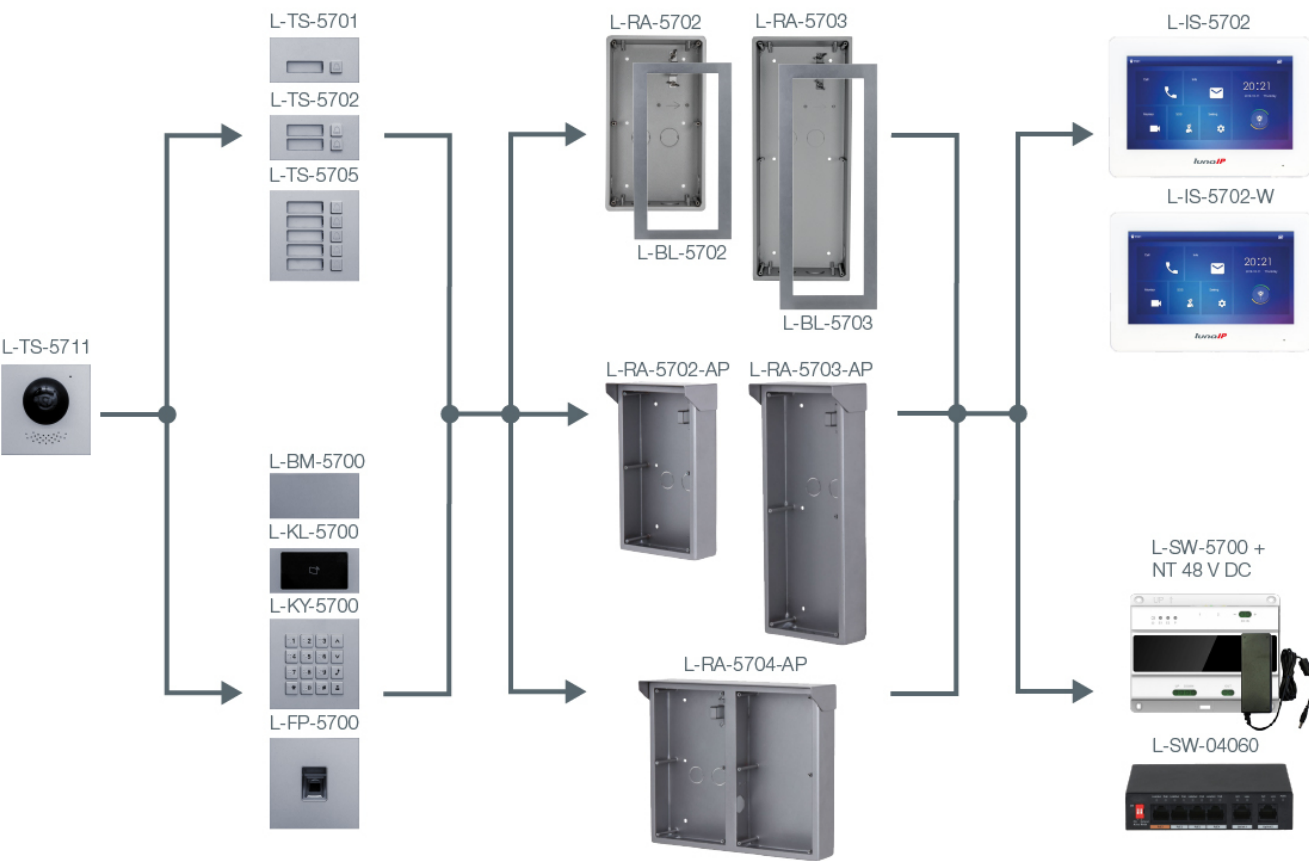 L-TS-5701
L-TS-5702
L-TS-5705
L-TS-5711
L-BM-5700
L-KL-5700
L-KY-5700
L-FP-5700
L-RA-5702
L-RA-5703
L-BL-5702
L-BL-5703
L-RA-5702-AP
L-RA-5703-AP
L-RA-5704-AP
L-IS-5702
20:21
lunaIP
L-IS-5702-W
20:21
lunaIP
L-SW-5700 +
NT 48 V DC
L-SW-04060